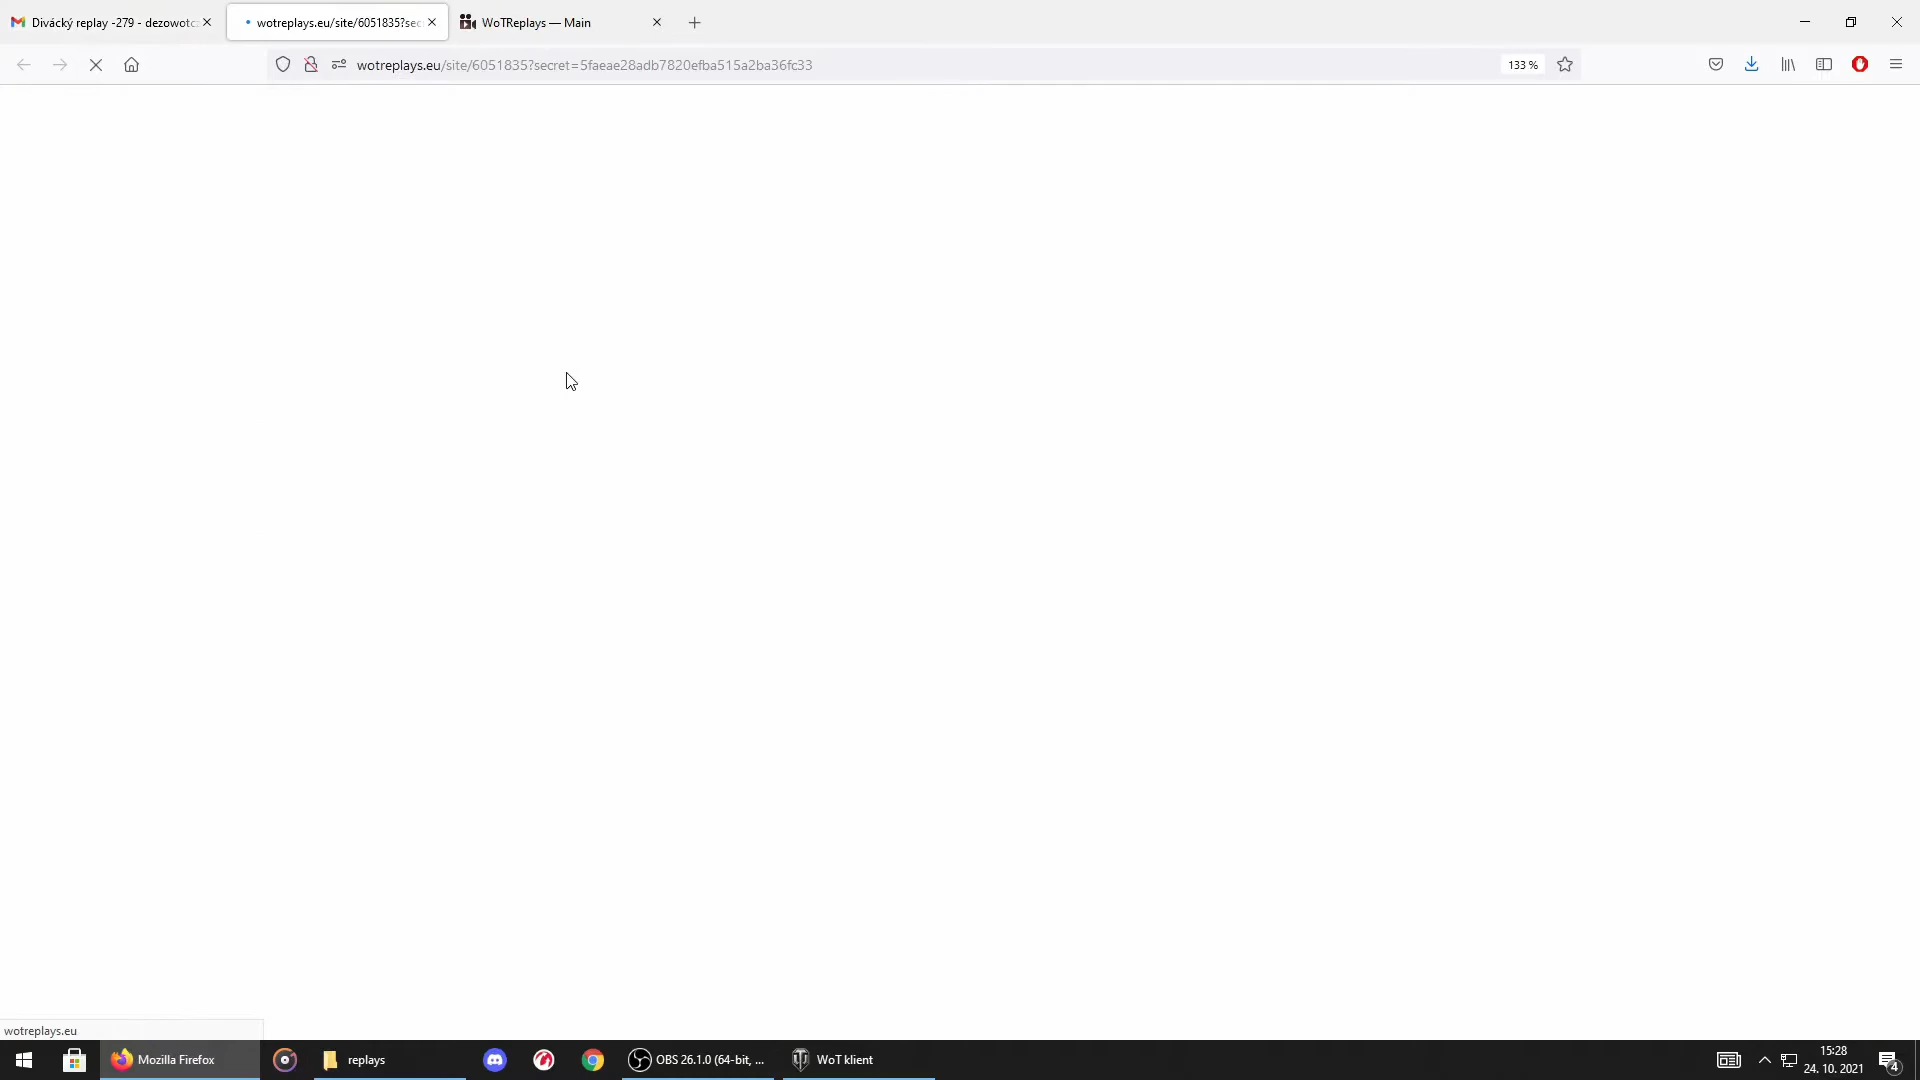 Divácký replay -279 - dezowotc
wotreplays.eu/site/6051835?sec
WoTReplays — Main
wotreplays.eu/site/6051835?secret=5faeae28adb7820efba515a2ba36fc33
133 %
wotreplays.eu
Mozilla Firefox
replays
OBS 26.1.0 (64-bit, ...
WoT klient
15:28
24. 10. 2021
4